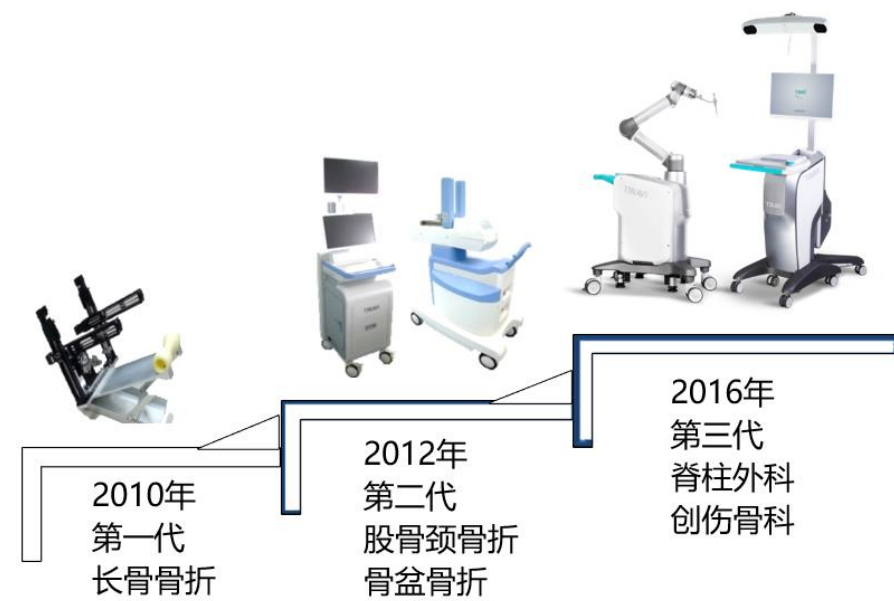 2010年
第一代
长骨骨折
2012年
第二代
股骨颈骨折
骨盆骨折
2016年
第三代
脊柱外科
创伤骨科